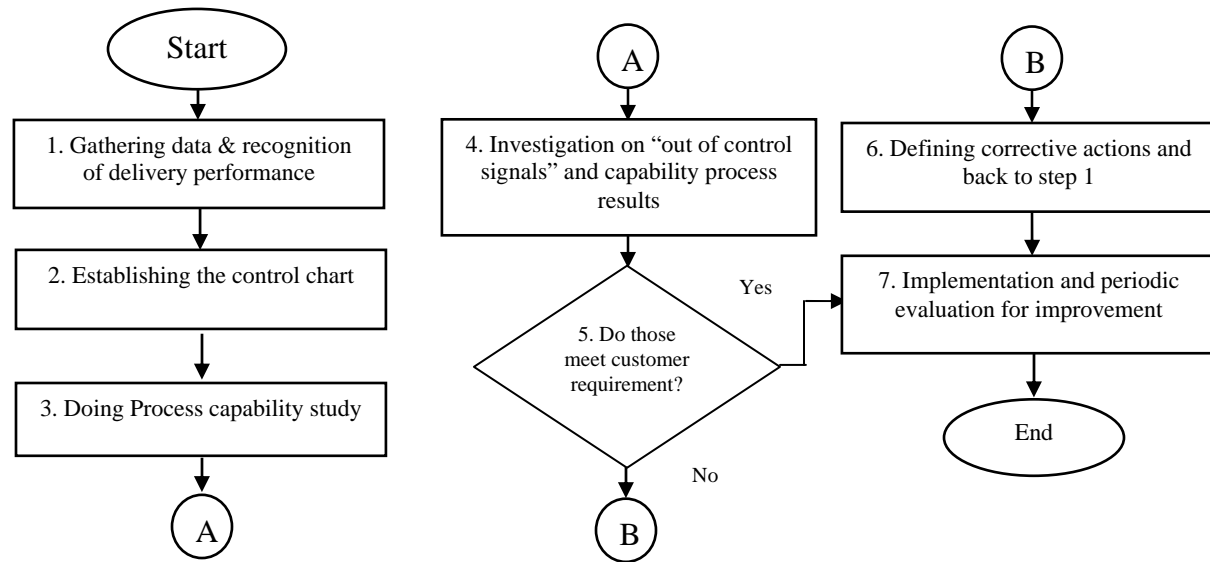 Start
1. Gathering data & recognition
of delivery performance
2. Establishing the control chart
3. Doing Process capability study
A
A
4. Investigation on “out of control
signals” and capability process
results
5. Do those
meet customer
requirement?
Yes
No
B
B
6. Defining corrective actions and
back to step 1
7. Implementation and periodic
evaluation for improvement
End